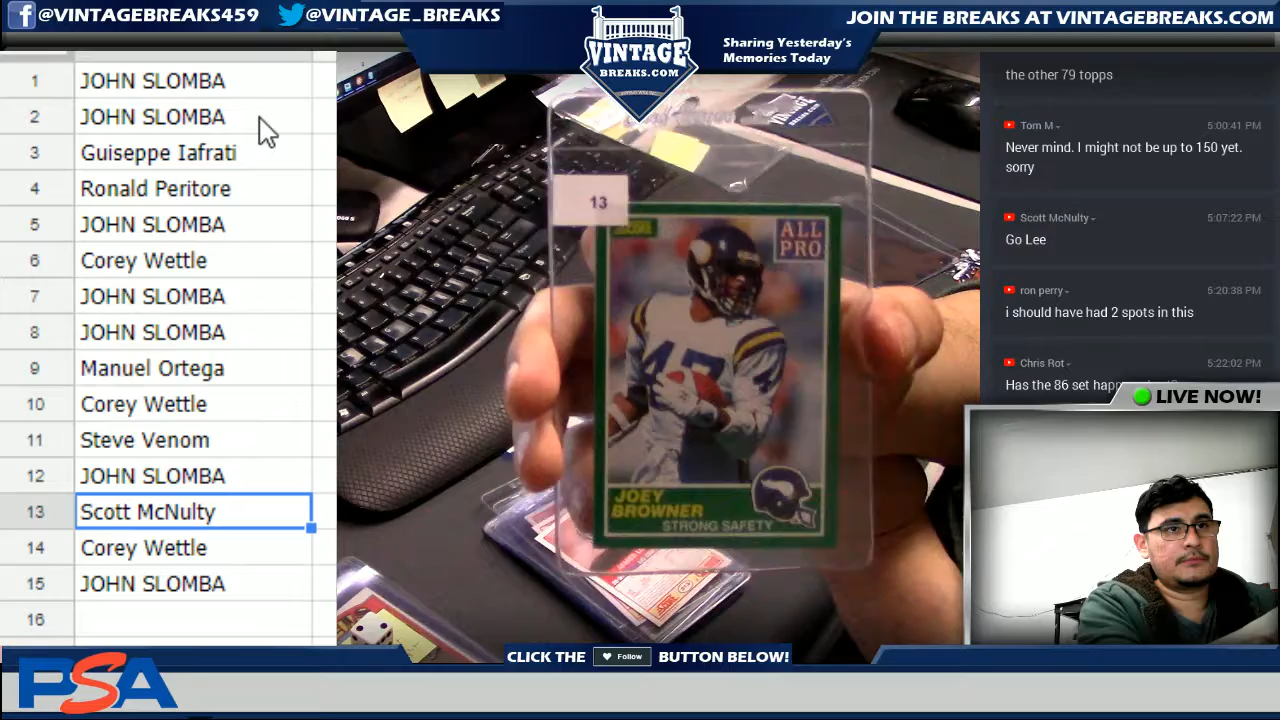 @VINTAGEBREAKS459
@VINTAGE_BREAKS
VINTAGE
BREAKS.COM
Sharing Yesterday's
Memories Today
JOIN THE BREAKS AT VINTAGEBREAKS.COM
1 JOHN SLOMBA
2 JOHN SLOMBA
3 Guiseppe Iafrati
4 Ronald Peritore
5 JOHN SLOMBA
6 Corey Wettle
7 JOHN SLOMBA
8 JOHN SLOMBA
9 Manuel Ortega
10 Corey Wettle
11 Steve Venom
12 JOHN SLOMBA
13 Scott McNulty
14 Corey Wettle
15 JOHN SLOMBA
16
13
SCORE
ALL
PRO
47
JOEY
BROWNER
STRONG SAFETY
the other 79 topps
Tom M 5:00:41 PM
Never mind. I might not be up to 150 yet.
sorry
Scott McNulty 5:07:22 PM
Go Lee
ron perry 5:20:38 PM
i should have had 2 spots in this
Chris Rot 5:22:02 PM
Has the 86 set
LIVE NOW!
CLICK THE Follow BUTTON BELOW!
PSA